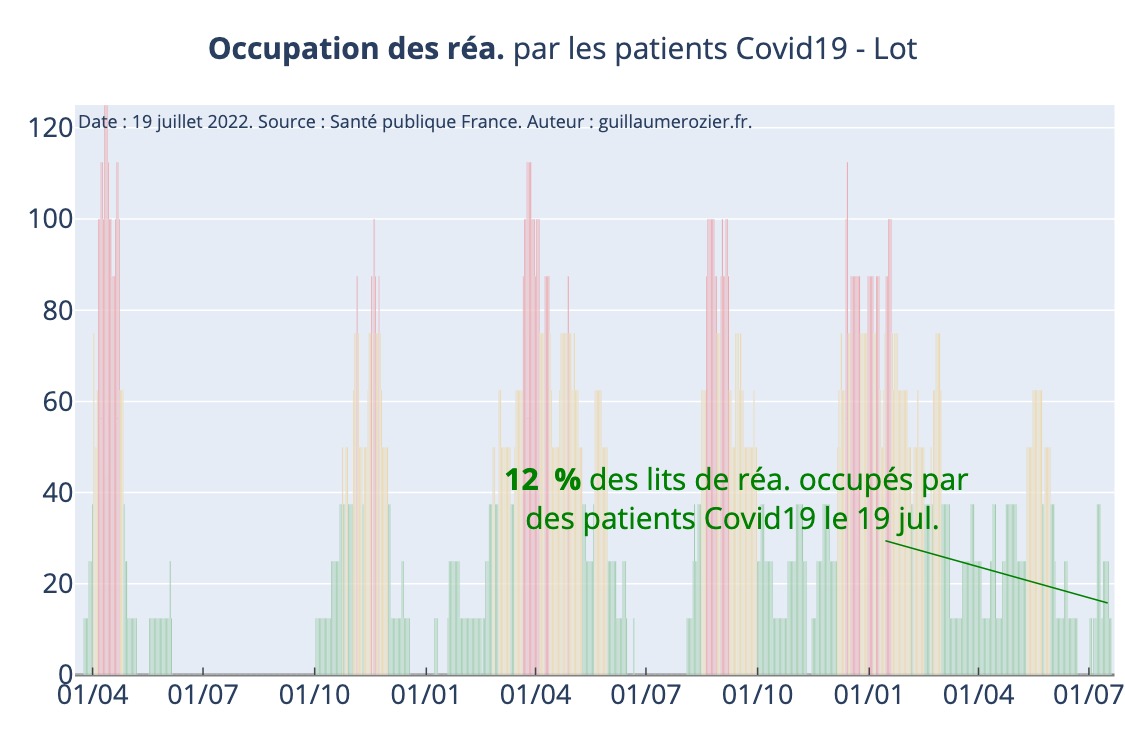 Occupation des réa. par les patients Covid19 - Lot
Date : 19 juillet 2022. Source : Santé publique France. Auteur : guillaumerozier.fr.
120
100
80
60
40
20
0
12 % des lits de réa. occupés par
des patients Covid19 le 19 jul.
01/04 01/07 01/10 01/01 01/04 01/07 01/10 01/01 01/04 01/07